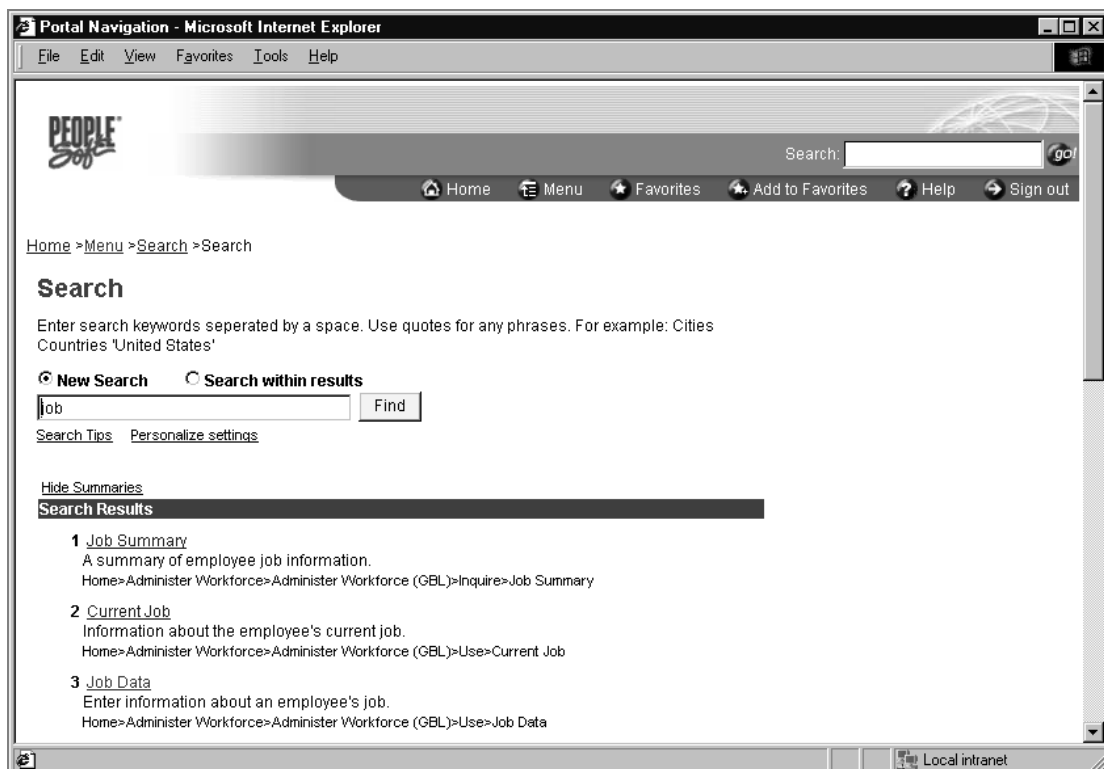 Portal Navigation - Microsoft Internet Explorer
File Edit View Favorites Tools Help
PEOPLE Soft
Search: go!
Home Menu Favorites Add to Favorites Help Sign out
Home >Menu >Search >Search
Search
Enter search keywords seperated by a space. Use quotes for any phrases. For example: Cities
Countries 'United States'
New Search Search within results
job Find
Search Tips Personalize settings
Hide Summaries
Search Results
1 Job Summary
A summary of employee job information.
Home>Administer Workforce>Administer Workforce (GBL)>Inquire>Job Summary
2 Current Job
Information about the employee's current job.
Home>Administer Workforce>Administer Workforce (GBL)>Use>Current Job
3 Job Data
Enter information about an employee's job.
Home>Administer Workforce>Administer Workforce (GBL)>Use>Job Data
Local intranet